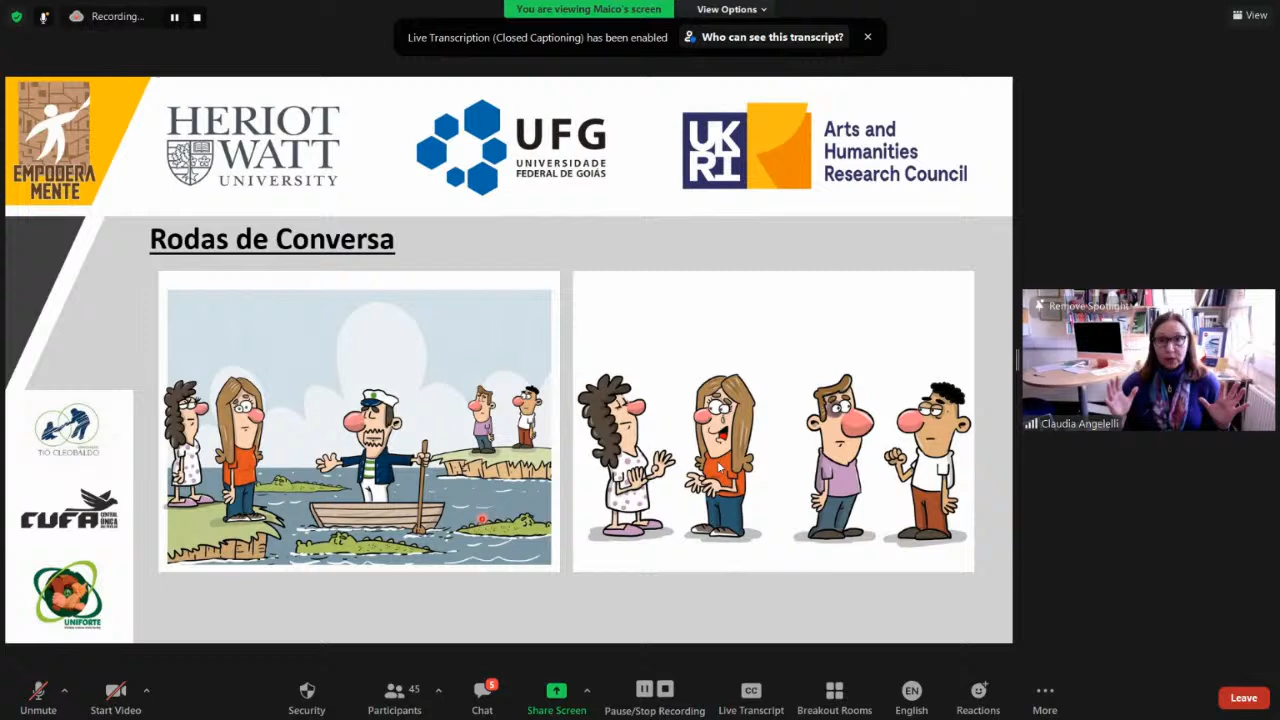 Recording...
You are viewing Maico's screen
View Options
View
Live Transcription (Closed Captioning) has been enabled
Who can see this transcript?
EMPODERA
MENTE
HERIOT
WATT
UNIVERSITY
UFG
UNIVERSIDADE
FEDERAL DE GOIÁS
UK
RI
Arts and
Humanities
Research Council
Rodas de Conversa
Remove Spotlight
Claudia Angelelli
TIO CLEOBALDO
CUFA
CENTRAL
ÚNICA
UNIFORTE
45
5
CC
EN
Unmute
Start Video
Security
Participants
Chat
Share Screen
Pause/Stop Recording
Live Transcript
Breakout Rooms
English
Reactions
More
Leave